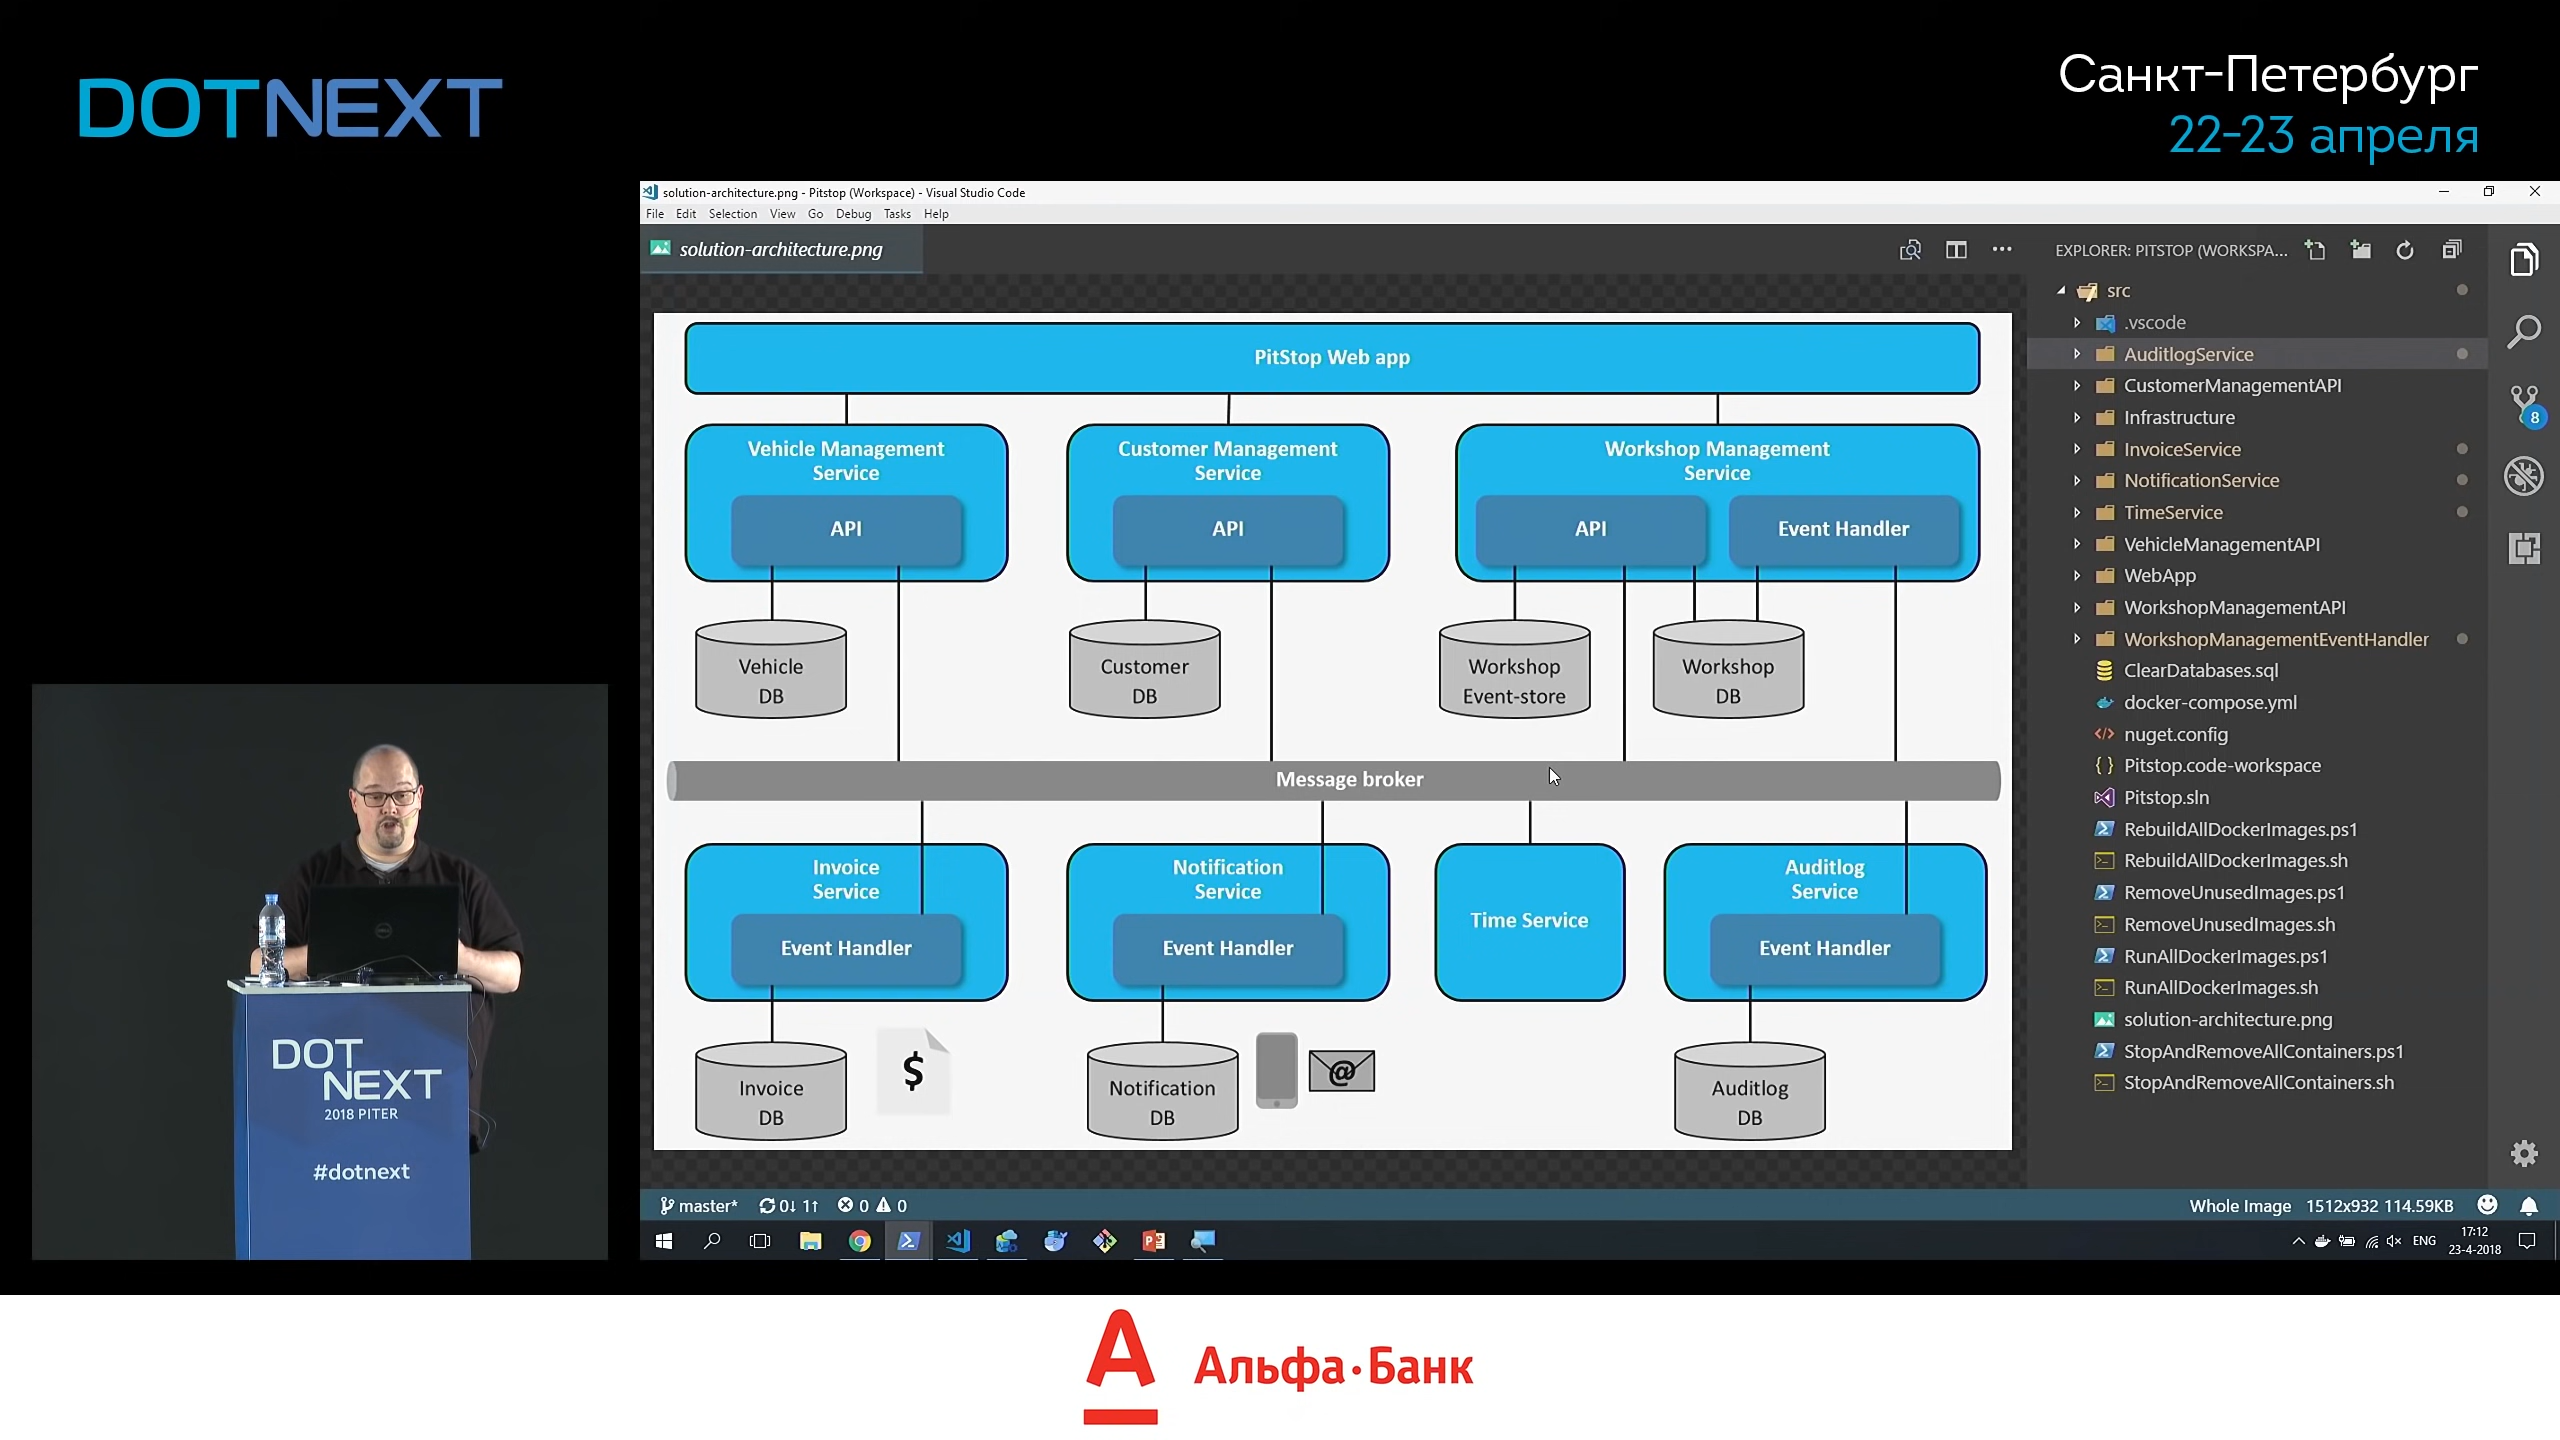 DOTNEXT
Санкт-Петербург
22-23 апреля
solution-architecture.png - Pitstop (Workspace) - Visual Studio Code
File Edit Selection View Go Debug Tasks Help
solution-architecture.png
PitStop Web app
Vehicle Management
Service
API
Customer Management
Service
API
Workshop Management
Service
API
Event Handler
Vehicle
DB
Customer
DB
Workshop
Event-store
Workshop
DB
Message broker
Invoice
Service
Event Handler
Notification
Service
Event Handler
Time Service
Auditlog
Service
Event Handler
Invoice
DB
$
Notification
DB
@
Auditlog
DB
EXPLORER: PITSTOP (WORKSPA...
src
.vscode
AuditlogService
CustomerManagementAPI
Infrastructure
InvoiceService
NotificationService
TimeService
VehicleManagementAPI
WebApp
WorkshopManagementAPI
WorkshopManagementEventHandler
ClearDatabases.sql
docker-compose.yml
nuget.config
Pitstop.code-workspace
Pitstop.sln
RebuildAllDockerImages.ps1
RebuildAllDockerImages.sh
RemoveUnusedImages.ps1
RemoveUnusedImages.sh
RunAllDockerImages.ps1
RunAllDockerImages.sh
solution-architecture.png
StopAndRemoveAllContainers.ps1
StopAndRemoveAllContainers.sh
8
master* 0↓ 1↑ 0 0
Whole Image 1512x932 114.59KB
ENG
17:12
23-4-2018
DOT
NEXT
2018 PITER
#dotnext
Альфа·Банк